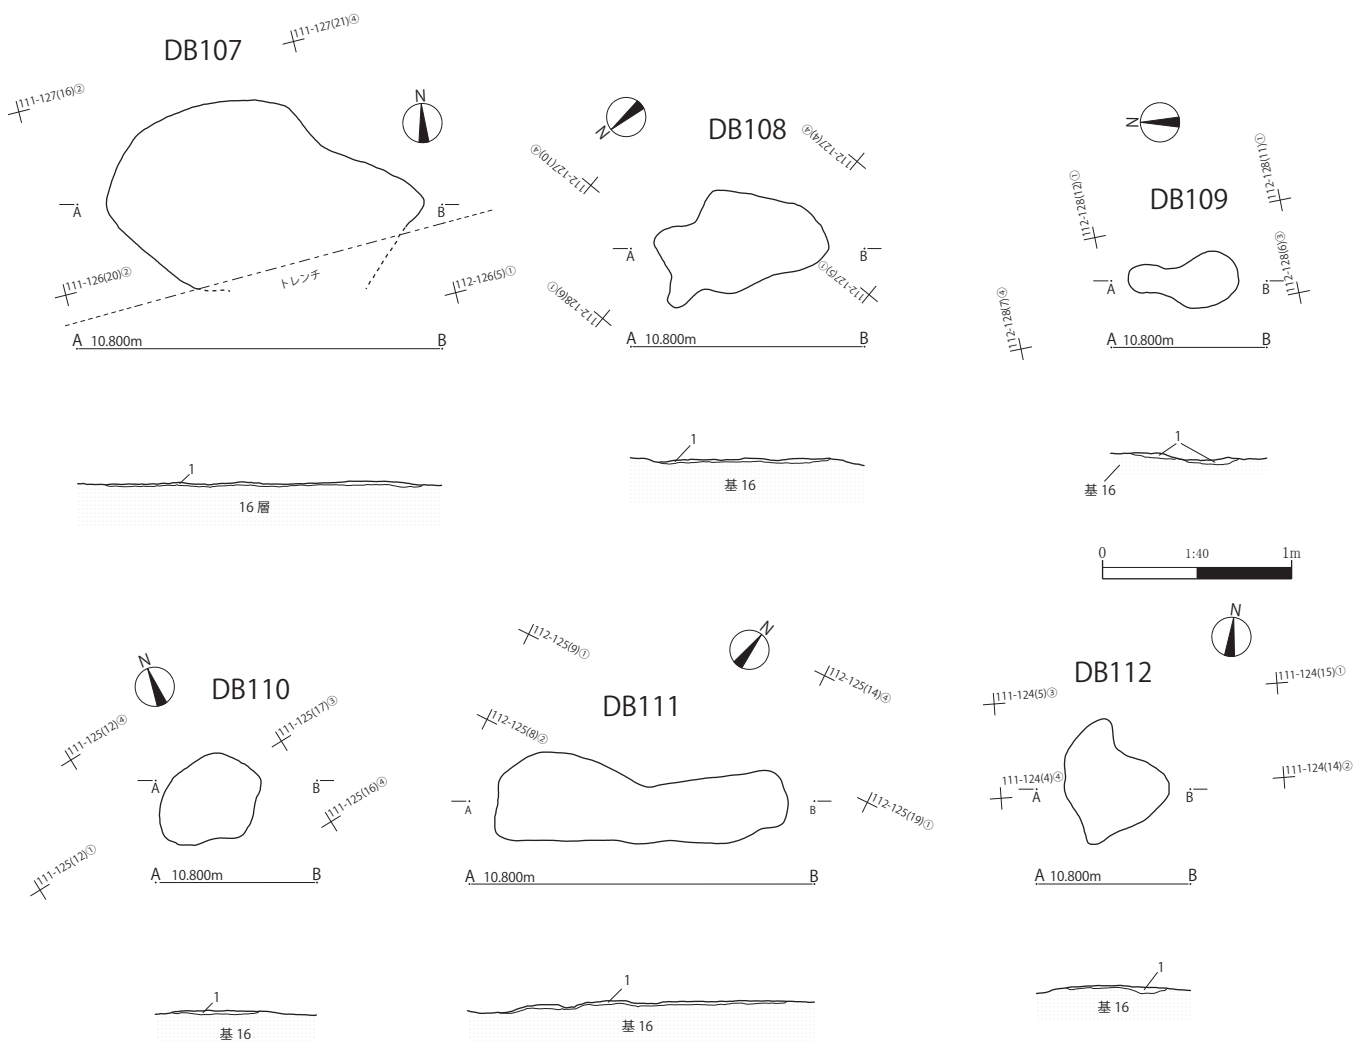 DB107
111-127(21)④
111-127(16)②
N
A
B
111-126(20)②
トレンチ
112-126(5)①
A 10.800m B
1
16 層
N
DB108
112-127(4)④
112-127(10)④
A
B
112-127(5)①
112-128(6)①
A 10.800m B
1
基 16
N
DB109
112-128(11)①
112-128(12)①
112-128(6)③
A
B
112-128(7)④
A 10.800m B
1
基 16
0 1:40 1m
N
DB110
111-125(17)③
111-125(12)④
A
B
111-125(16)④
111-125(12)①
A 10.800m B
1
基 16
112-125(9)①
N
DB111
112-125(14)④
112-125(8)②
A
B
112-125(19)①
A 10.800m B
1
基 16
N
DB112
111-124(15)①
111-124(5)③
111-124(4)④
111-124(14)②
A
B
A 10.800m B
1
基 16